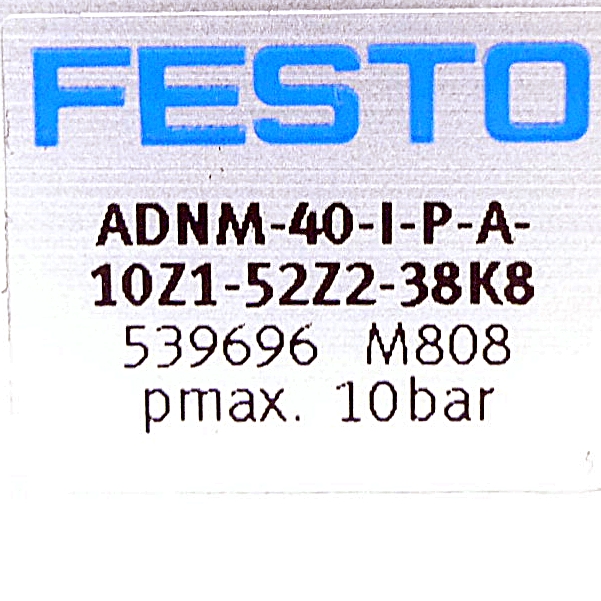 FESTO
ADNM-40-I-P-A-
10Z1-52Z2-38K8
539696 M808
pmax. 10bar